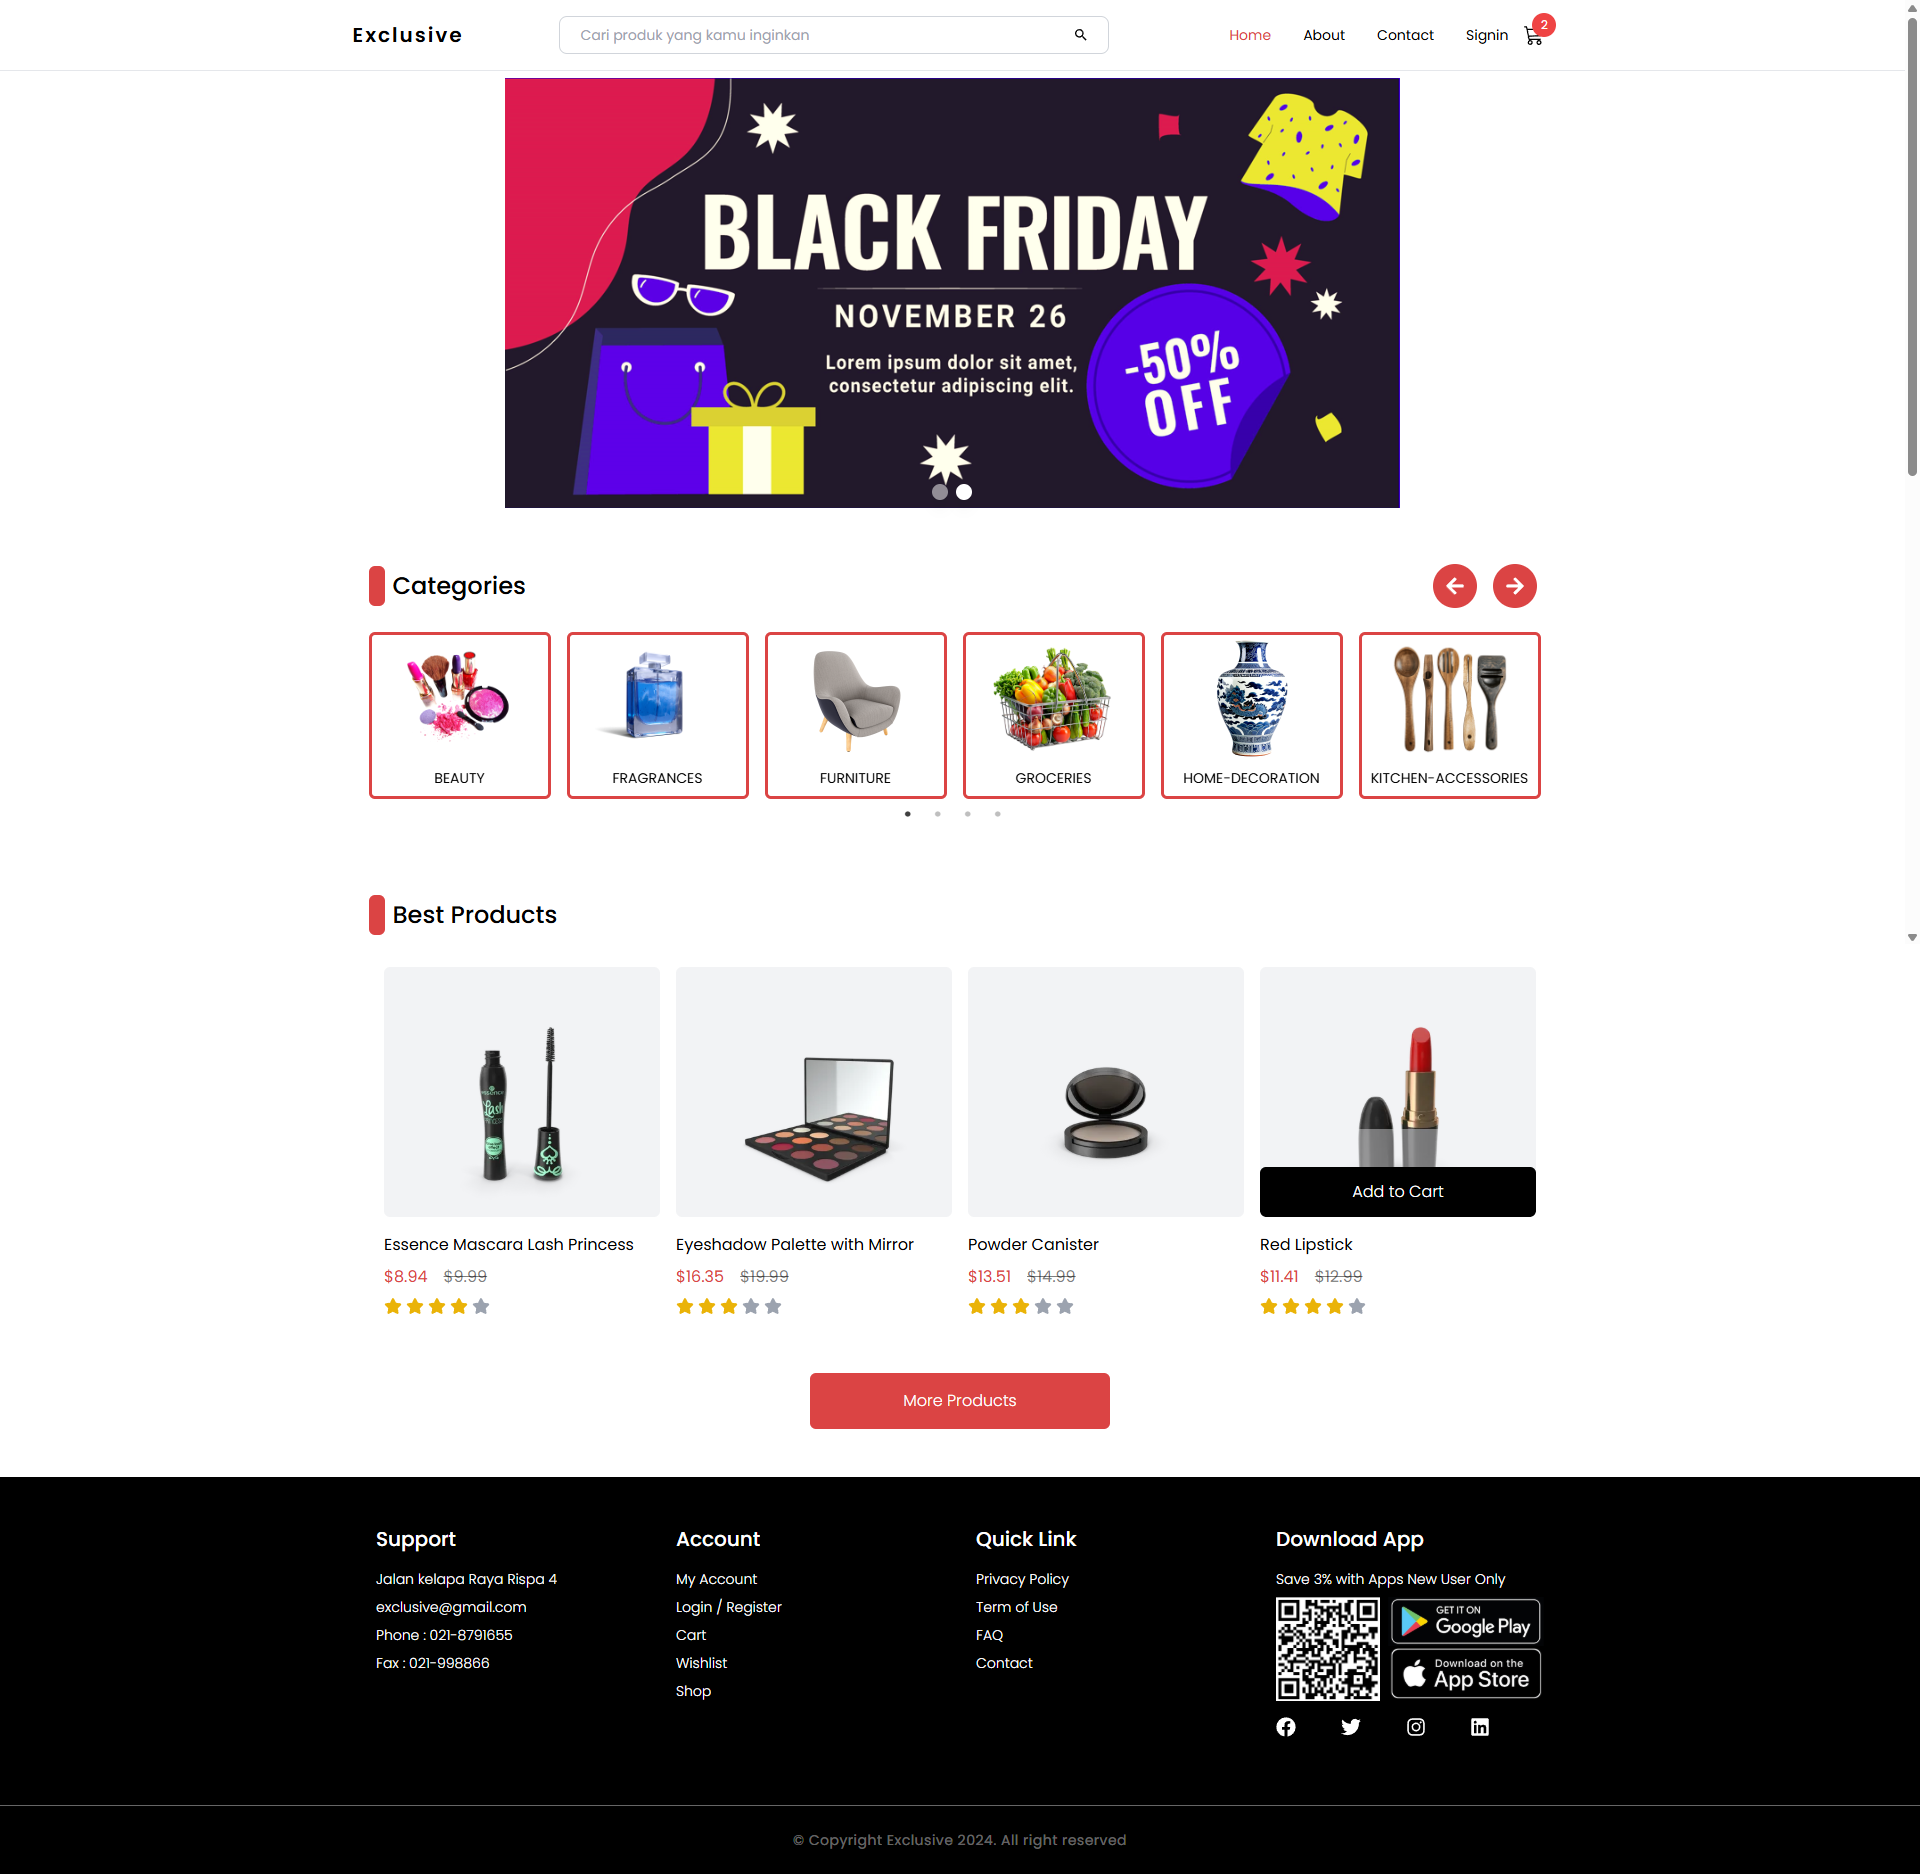 Exclusive
Cari produk yang kamu inginkan
Home
About
Contact
Signin
2
BLACK FRIDAY
NOVEMBER 26
Lorem ipsum dolor sit amet,
consectetur adipiscing elit.
-50%
OFF
Categories
BEAUTY
FRAGRANCES
FURNITURE
GROCERIES
HOME-DECORATION
KITCHEN-ACCESSORIES
Best Products
essence
Lash
PRINCESS
Add to Cart
Essence Mascara Lash Princess
$8.94 $9.99
Eyeshadow Palette with Mirror
$16.35 $19.99
Powder Canister
$13.51 $14.99
Red Lipstick
$11.41 $12.99
More Products
Support
Jalan kelapa Raya Rispa 4
exclusive@gmail.com
Phone : 021-8791655
Fax : 021-998866
Account
My Account
Login / Register
Cart
Wishlist
Shop
Quick Link
Privacy Policy
Term of Use
FAQ
Contact
Download App
Save 3% with Apps New User Only
GET IT ON
Google Play
Download on the
App Store
© Copyright Exclusive 2024. All right reserved